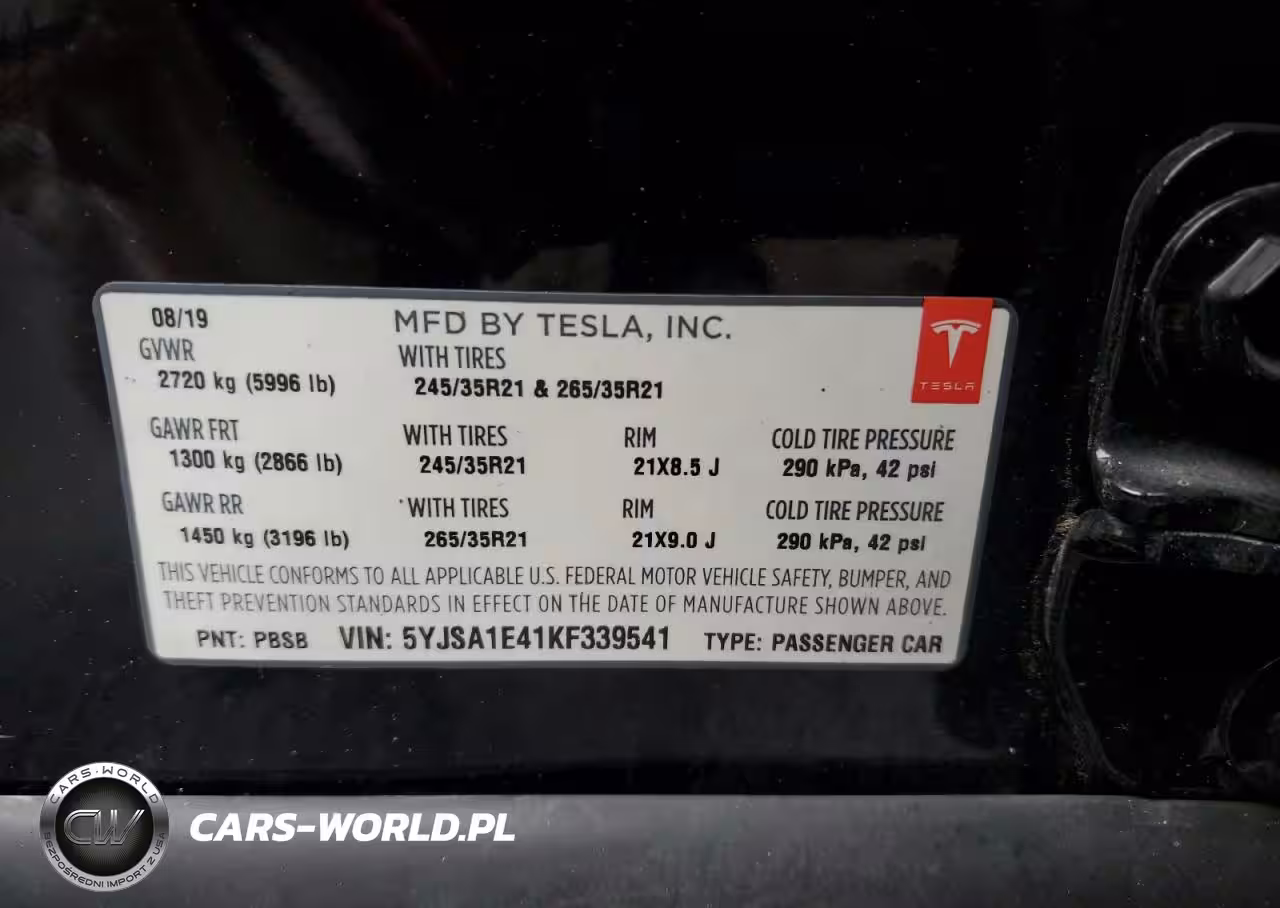 08/19 MFD BY TESLA, INC.
GVWR WITH TIRES
2720 kg (5996 lb) 245/35R21 & 265/35R21
TESLA
GAWR FRT WITH TIRES RIM COLD TIRE PRESSURE
1300 kg (2866 lb) 245/35R21 21X8.5 J 290 kPa, 42 psi
GAWR RR WITH TIRES RIM COLD TIRE PRESSURE
1450 kg (3196 lb) 265/35R21 21X9.0 J 290 kPa, 42 psi
THIS VEHICLE CONFORMS TO ALL APPLICABLE U.S. FEDERAL MOTOR VEHICLE SAFETY, BUMPER, AND
THEFT PREVENTION STANDARDS IN EFFECT ON THE DATE OF MANUFACTURE SHOWN ABOVE.
PNT: PBSB VIN: 5YJSA1E41KF339541 TYPE: PASSENGER CAR
CARS-WORLD
CW
BEZPOŚREDNI IMPORT Z USA
CARS-WORLD.PL